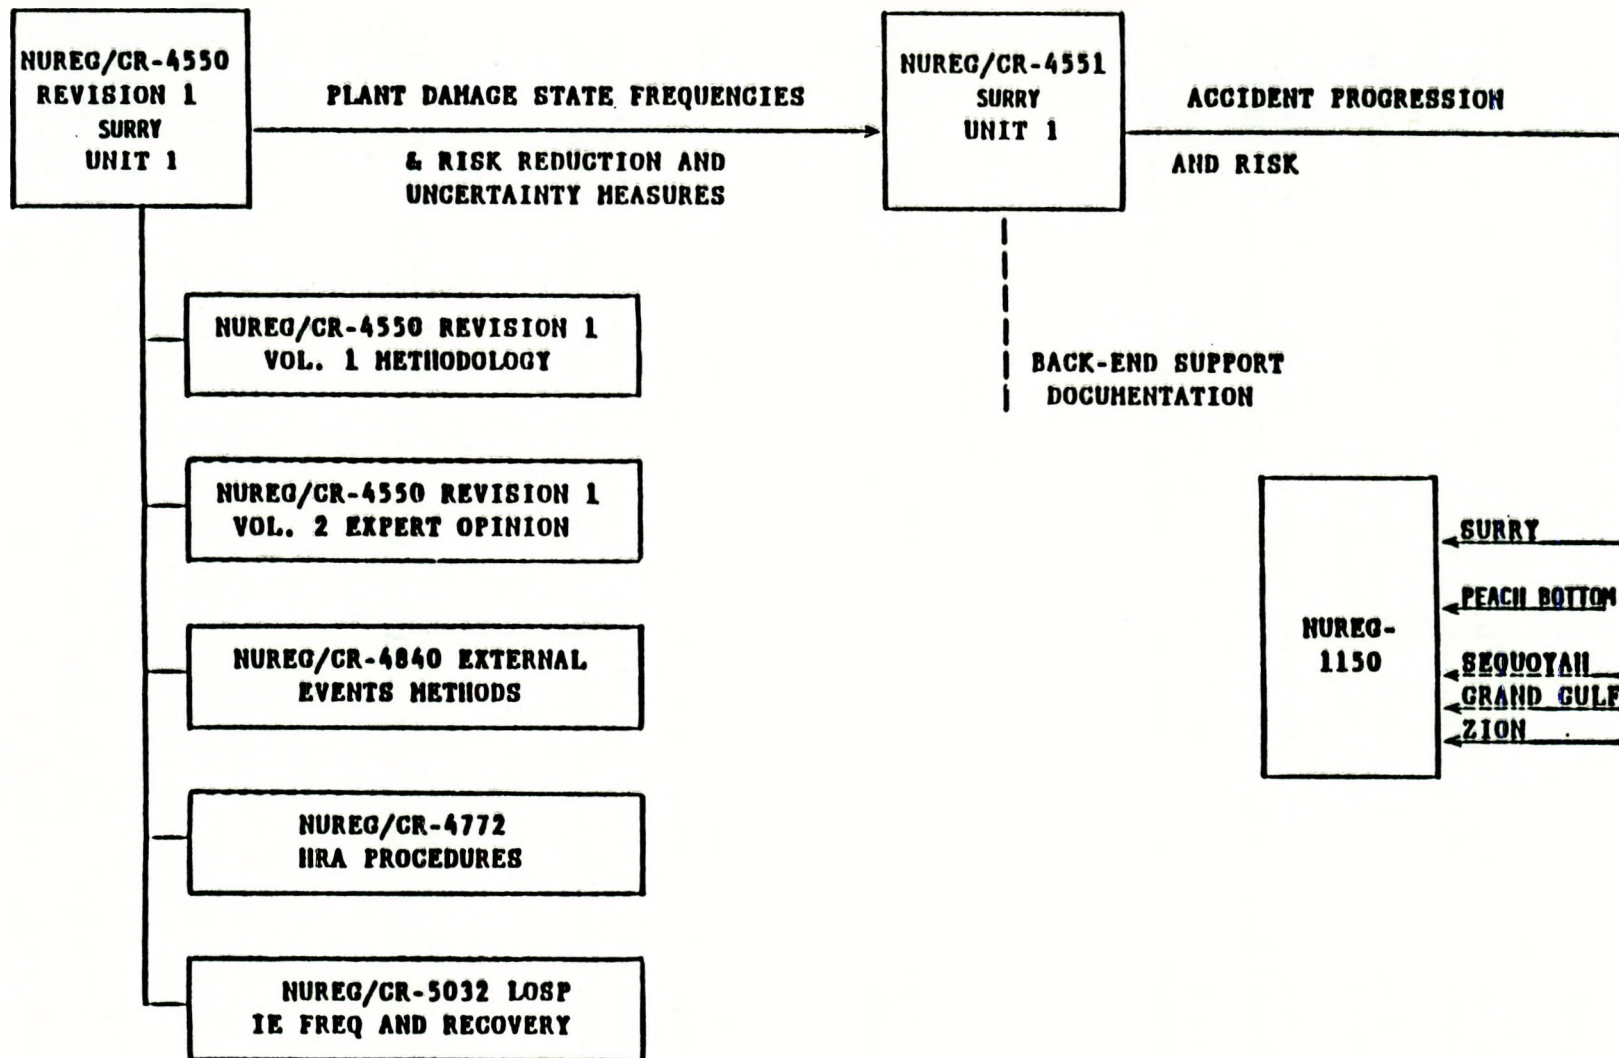 NUREG/CR-4550
REVISION 1
SURRY
UNIT 1
PLANT DAMAGE STATE FREQUENCIES
& RISK REDUCTION AND
UNCERTAINTY MEASURES
NUREG/CR-4551
SURRY
UNIT 1
ACCIDENT PROGRESSION
AND RISK
NUREG/CR-4550 REVISION 1
VOL. 1 METHODOLOGY
BACK-END SUPPORT
DOCUMENTATION
NUREG/CR-4550 REVISION 1
VOL. 2 EXPERT OPINION
NUREG/CR-4840 EXTERNAL
EVENTS METHODS
NUREG/CR-4772
HRA PROCEDURES
NUREG/CR-5032 LOSP
IE FREQ AND RECOVERY
NUREG-
1150
SURRY
PEACH BOTTOM
SEQUOYAH
GRAND GULF
ZION